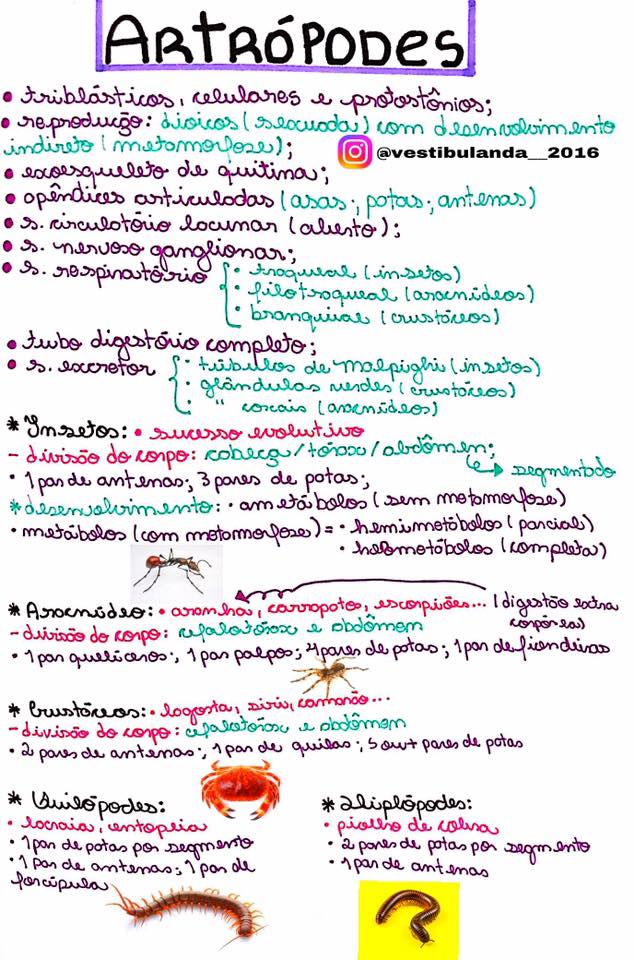 ARTRÓPODES
• triblásticos, celulares e protostônios;
• reprodução: dioicos (sexuada) com desenvolvimento
indireto (metamorfose);
@vestibulanda__2016
• exoesqueleto de quitina;
• apêndices articuladas (asas; patas; antenas)
• s. circulatório lacunar (aberto);
• s. nervoso ganglionar;
• s. respiratório
• traqueal (insetos)
• filotraqueal (aracnídeos)
• branquial (crustáceos)
• tubo digestório completo;
• s. excretor
• túbulos de malpighi (insetos)
• glândulas verdes (crustáceos)
• " coxais (aracnídeos)
* Insetos: • sucesso evolutivo
- divisão do corpo: cabeça/tórax/abdômen;
segmentado
• 1 par de antenas; 3 pares de patas;
* desenvolvimento: • ametábolos (sem metamorfose)
• metábolos (com metamorfose) = • hemimetábolos (parcial)
• holometábolos (completa)
* Aracnídeo: • aranha, carrapato, escorpiões... (digestão extra
corpórea)
- divisão do corpo: cefalotórax e abdômen
• 1 par quelíceros; 1 par palpos; 4 pares de patas; 1 par de fiandeiras
* Crustáceos: • lagosta, siris, camarão...
- divisão do corpo: cefalotórax e abdômen
• 2 pares de antenas; 1 par de quilas; 5 ou + pares de patas
* Quilópodes:
• lacraia, centopeia
• 1 par de patas por segmento
• 1 par de antenas; 1 par de
forcípula
* diplópodes:
• piolho de cobra
• 2 pares de patas por segmento
• 1 par de antenas